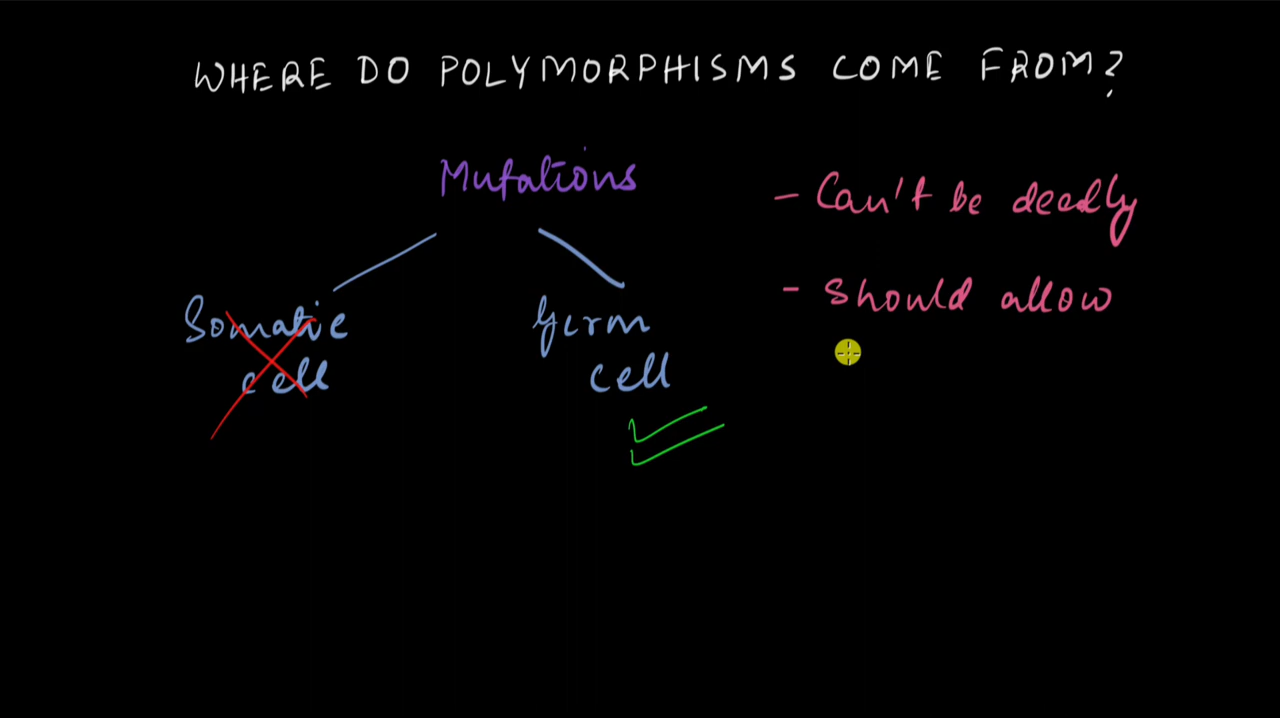 WHERE DO POLYMORPHISMS COME FROM?
Mutations
Somatic
cell
Germ
cell
- Can't be deadly
- Should allow